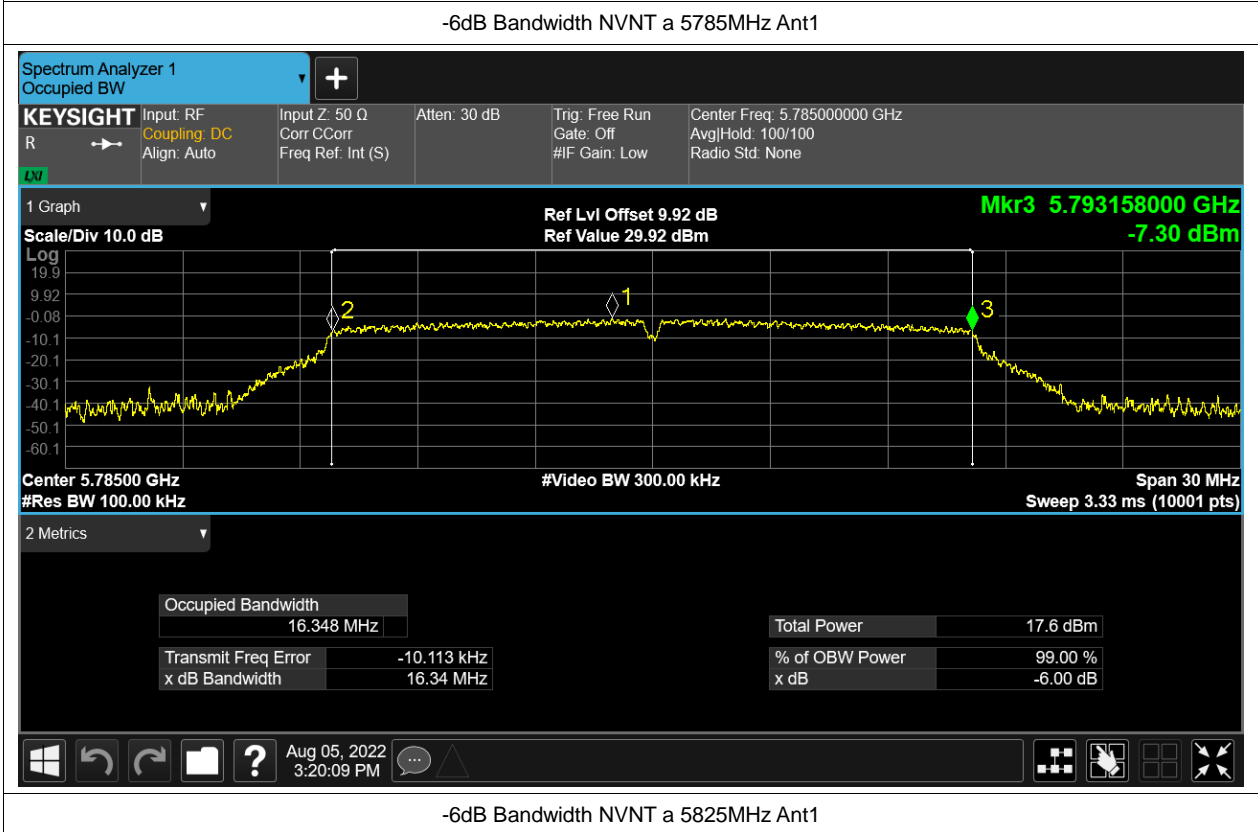 -6dB Bandwidth NVNT a 5785MHz Ant1
Spectrum Analyzer 1
Occupied BW
KEYSIGHT
R
LXI
Input: RF
Coupling: DC
Align: Auto
Input Z: 50 Ω
Corr CCorr
Freq Ref: Int (S)
Atten: 30 dB
Trig: Free Run
Gate: Off
#IF Gain: Low
Center Freq: 5.785000000 GHz
Avg|Hold: 100/100
Radio Std: None
1 Graph
Scale/Div 10.0 dB
Ref Lvl Offset 9.92 dB
Ref Value 29.92 dBm
Mkr3 5.793158000 GHz
-7.30 dBm
Log
19.9
9.92
-0.08
-10.1
-20.1
-30.1
-40.1
-50.1
-60.1
2
1
3
Center 5.78500 GHz
#Res BW 100.00 kHz
#Video BW 300.00 kHz
Span 30 MHz
Sweep 3.33 ms (10001 pts)
2 Metrics
Occupied Bandwidth
16.348 MHz
Transmit Freq Error -10.113 kHz
x dB Bandwidth 16.34 MHz
Total Power 17.6 dBm
% of OBW Power 99.00 %
x dB -6.00 dB
?
Aug 05, 2022
3:20:09 PM
-6dB Bandwidth NVNT a 5825MHz Ant1